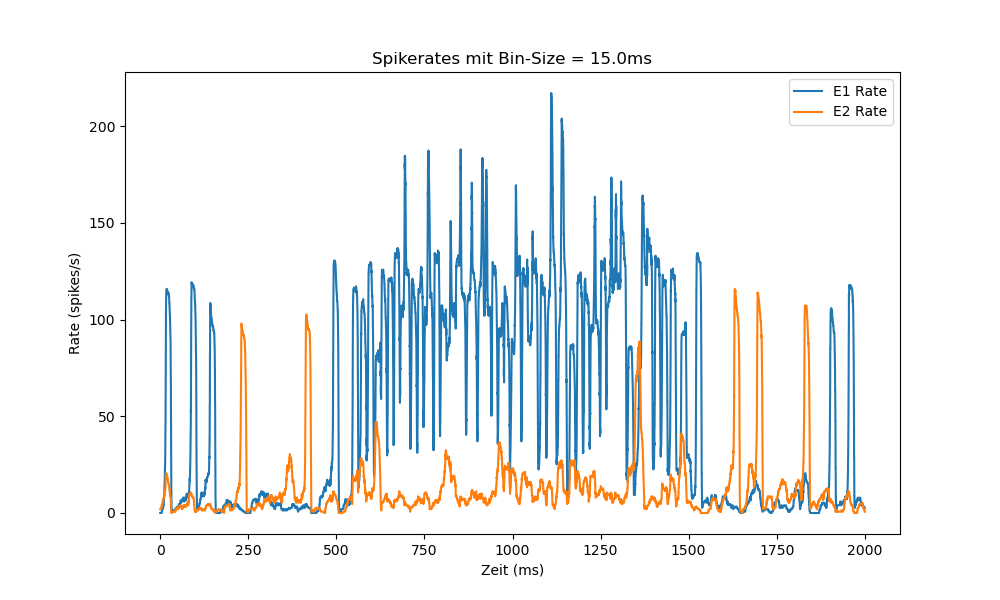 Spikerates mit Bin-Size = 15.0ms
E1 Rate
E2 Rate
200
150
100
50
0
Rate (spikes/s)
0 250 500 750 1000 1250 1500 1750 2000
Zeit (ms)